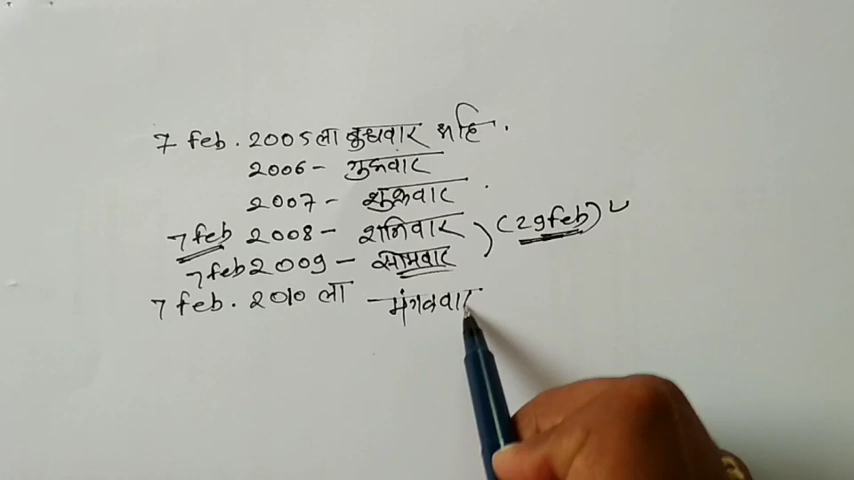 7 feb. 2005 ला बुधवार आहे.
2006 - गुरुवार
2007 - शुक्रवार
7 feb 2008 - शनिवार (29 feb)
7 feb 2009 - सोमवार
7 feb. 2010 ला - मंगळवार